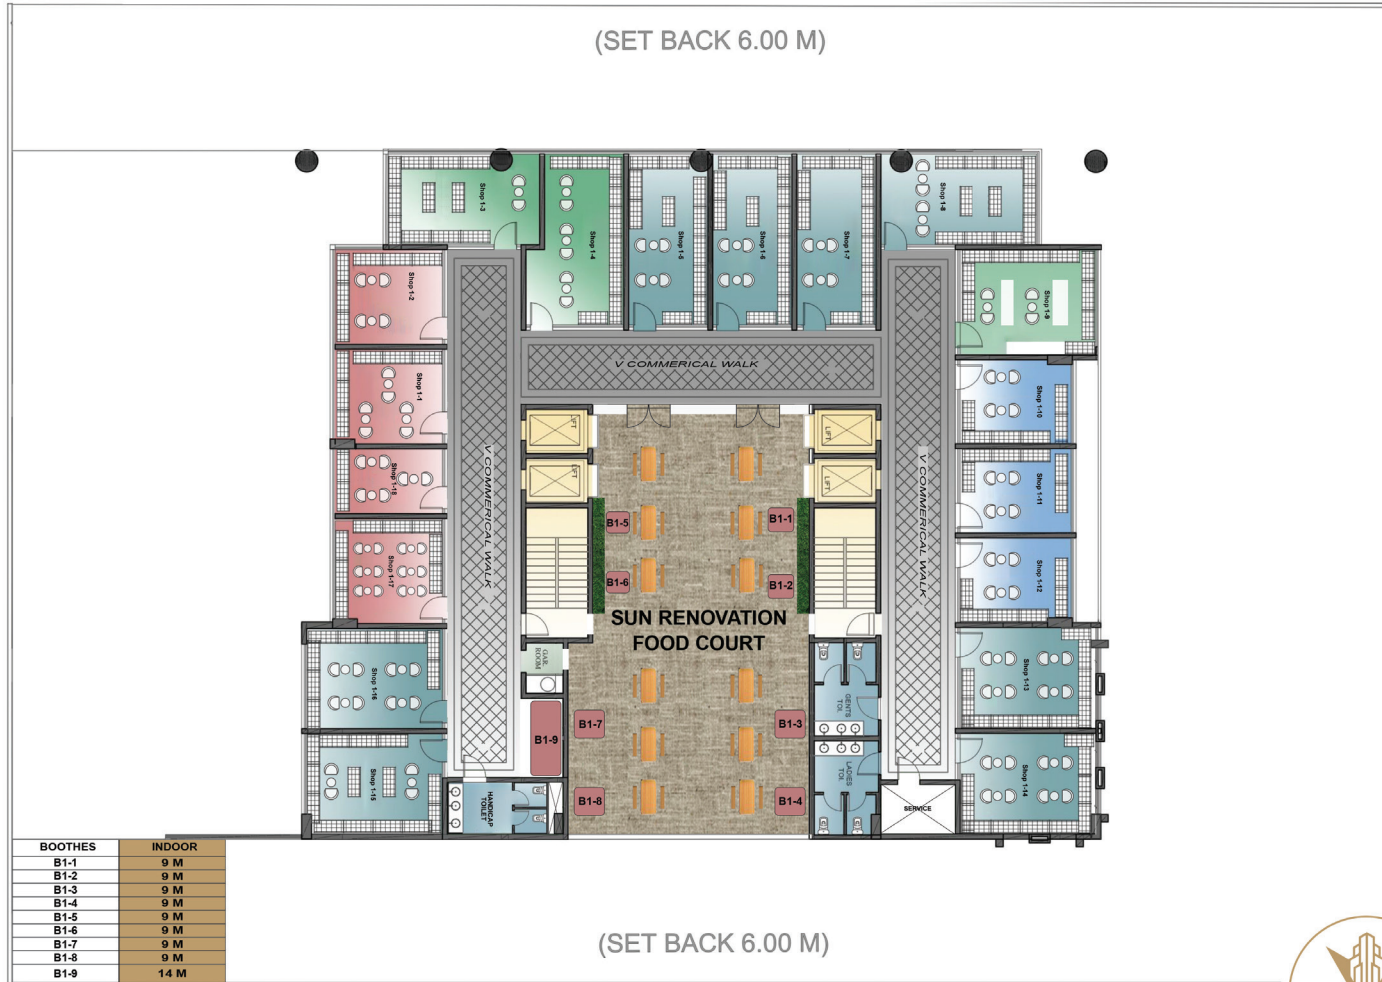 (SET BACK 6.00 M)
Shop 1-3
Shop 1-4
Shop 1-6
Shop 1-6
Shop 1-7
Shop 1-8
Shop 1-2
Shop 1-9
V COMMERICAL WALK
Shop 1-1
Shop 1-10
LIFT
LIFT
V COMMERICAL WALK
V COMMERICAL WALK
Shop 1-18
LIFT
LIFT
Shop 1-11
B1-5
B1-1
Shop 1-17
B1-6
B1-2
Shop 1-12
SUN RENOVATION
FOOD COURT
GAR.
ROOM
Shop 1-16
GENTS
TOI.
Shop 1-13
B1-7
B1-3
B1-9
Shop 1-15
LADIES
TOI.
Shop 1-14
HANDICAP
TOILET
B1-8
B1-4
SERVICE
BOOTHES INDOOR
B1-1 9 M
B1-2 9 M
B1-3 9 M
B1-4 9 M
B1-5 9 M
B1-6 9 M
B1-7 9 M
B1-8 9 M
B1-9 14 M
(SET BACK 6.00 M)